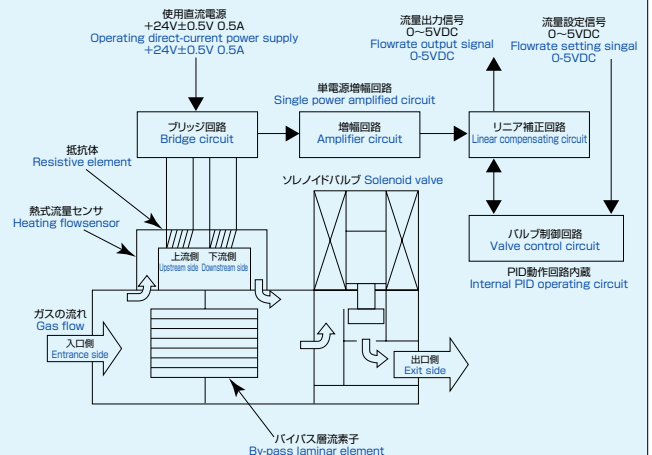 使用直流電源
+24V±0.5V 0.5A
Operating direct-current power supply
+24V±0.5V 0.5A
流量出力信号
0～5VDC
Flowrate output signal
0-5VDC
流量設定信号
0～5VDC
Flowrate setting singal
0-5VDC
単電源増幅回路
Single power amplified circuit
ブリッジ回路
Bridge circuit
増幅回路
Amplifier circuit
リニア補正回路
Linear compensating circuit
抵抗体
Resistive element
ソレノイドバルブ Solenoid valve
熱式流量センサ
Heating flowsensor
バルブ制御回路
Valve control circuit
上流側 下流側
Upstream side Downstream side
PID動作回路内蔵
Internal PID operating circuit
ガスの流れ
Gas flow
入口側
Entrance side
出口側
Exit side
バイパス層流素子
By-pass laminar element